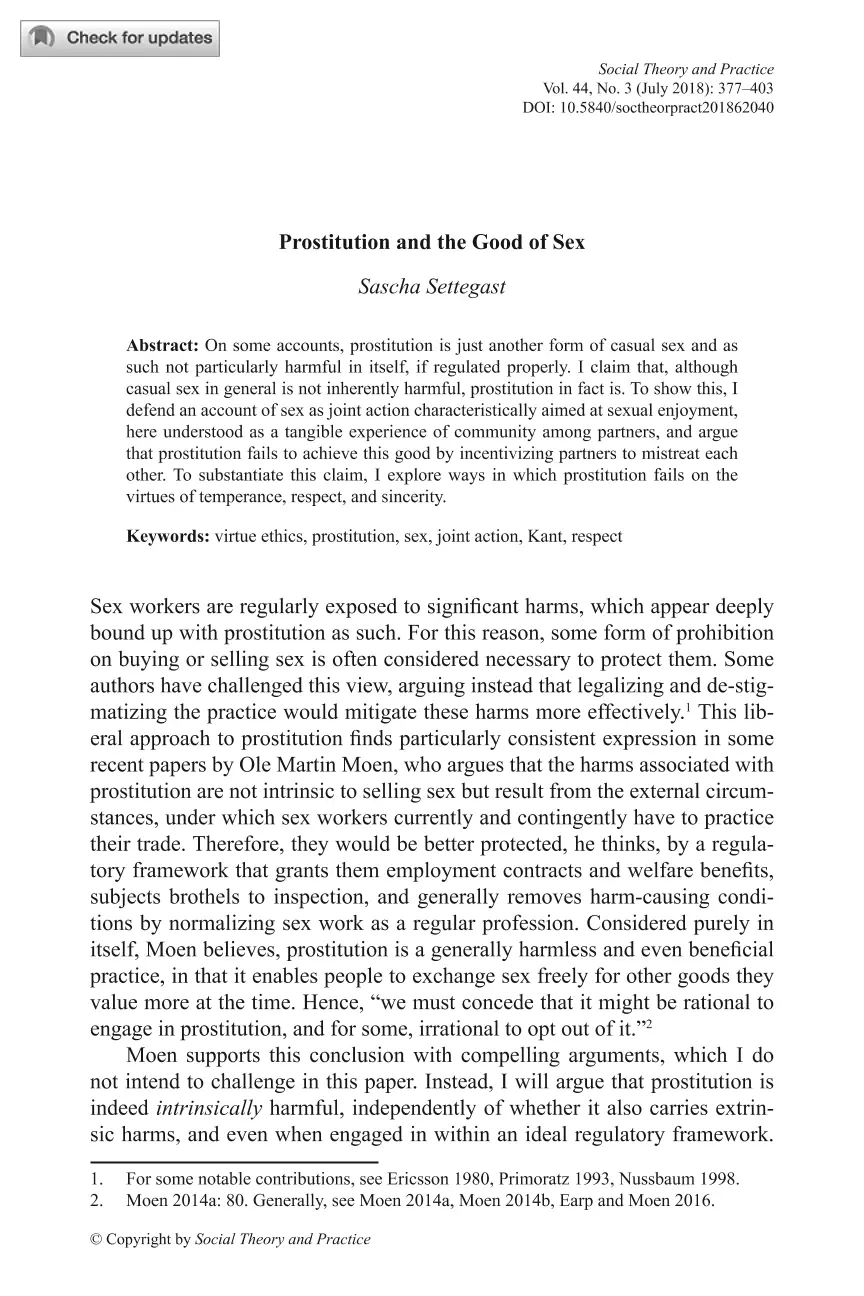 Check for updates
Social Theory and Practice
Vol. 44, No. 3 (July 2018): 377–403
DOI: 10.5840/soctheorpract201862040
Prostitution and the Good of Sex
Sascha Settegast
Abstract: On some accounts, prostitution is just another form of casual sex and as
such not particularly harmful in itself, if regulated properly. I claim that, although
casual sex in general is not inherently harmful, prostitution in fact is. To show this, I
defend an account of sex as joint action characteristically aimed at sexual enjoyment,
here understood as a tangible experience of community among partners, and argue
that prostitution fails to achieve this good by incentivizing partners to mistreat each
other. To substantiate this claim, I explore ways in which prostitution fails on the
virtues of temperance, respect, and sincerity.
Keywords: virtue ethics, prostitution, sex, joint action, Kant, respect
Sex workers are regularly exposed to significant harms, which appear deeply
bound up with prostitution as such. For this reason, some form of prohibition
on buying or selling sex is often considered necessary to protect them. Some
authors have challenged this view, arguing instead that legalizing and de-stig-
matizing the practice would mitigate these harms more effectively.1 This lib-
eral approach to prostitution finds particularly consistent expression in some
recent papers by Ole Martin Moen, who argues that the harms associated with
prostitution are not intrinsic to selling sex but result from the external circum-
stances, under which sex workers currently and contingently have to practice
their trade. Therefore, they would be better protected, he thinks, by a regula-
tory framework that grants them employment contracts and welfare benefits,
subjects brothels to inspection, and generally removes harm-causing condi-
tions by normalizing sex work as a regular profession. Considered purely in
itself, Moen believes, prostitution is a generally harmless and even beneficial
practice, in that it enables people to exchange sex freely for other goods they
value more at the time. Hence, “we must concede that it might be rational to
engage in prostitution, and for some, irrational to opt out of it.”2
Moen supports this conclusion with compelling arguments, which I do
not intend to challenge in this paper. Instead, I will argue that prostitution is
indeed intrinsically harmful, independently of whether it also carries extrin-
sic harms, and even when engaged in within an ideal regulatory framework.
1. For some notable contributions, see Ericsson 1980, Primoratz 1993, Nussbaum 1998.
2. Moen 2014a: 80. Generally, see Moen 2014a, Moen 2014b, Earp and Moen 2016.
© Copyright by Social Theory and Practice